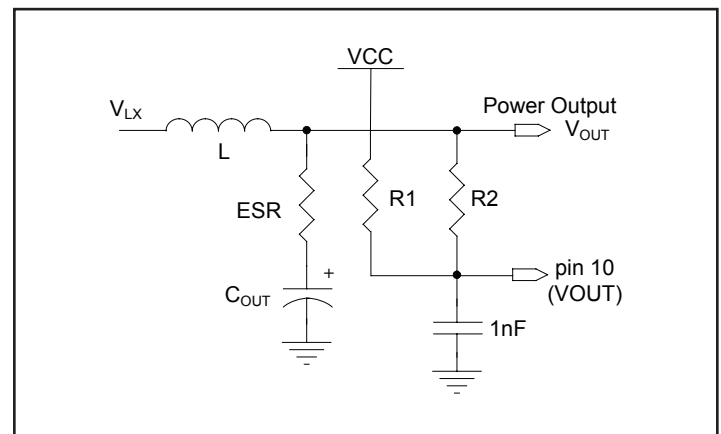 VCC
VLX
Power Output
VOUT
L
ESR
R1
R2
+
COUT
pin 10
(VOUT)
1nF